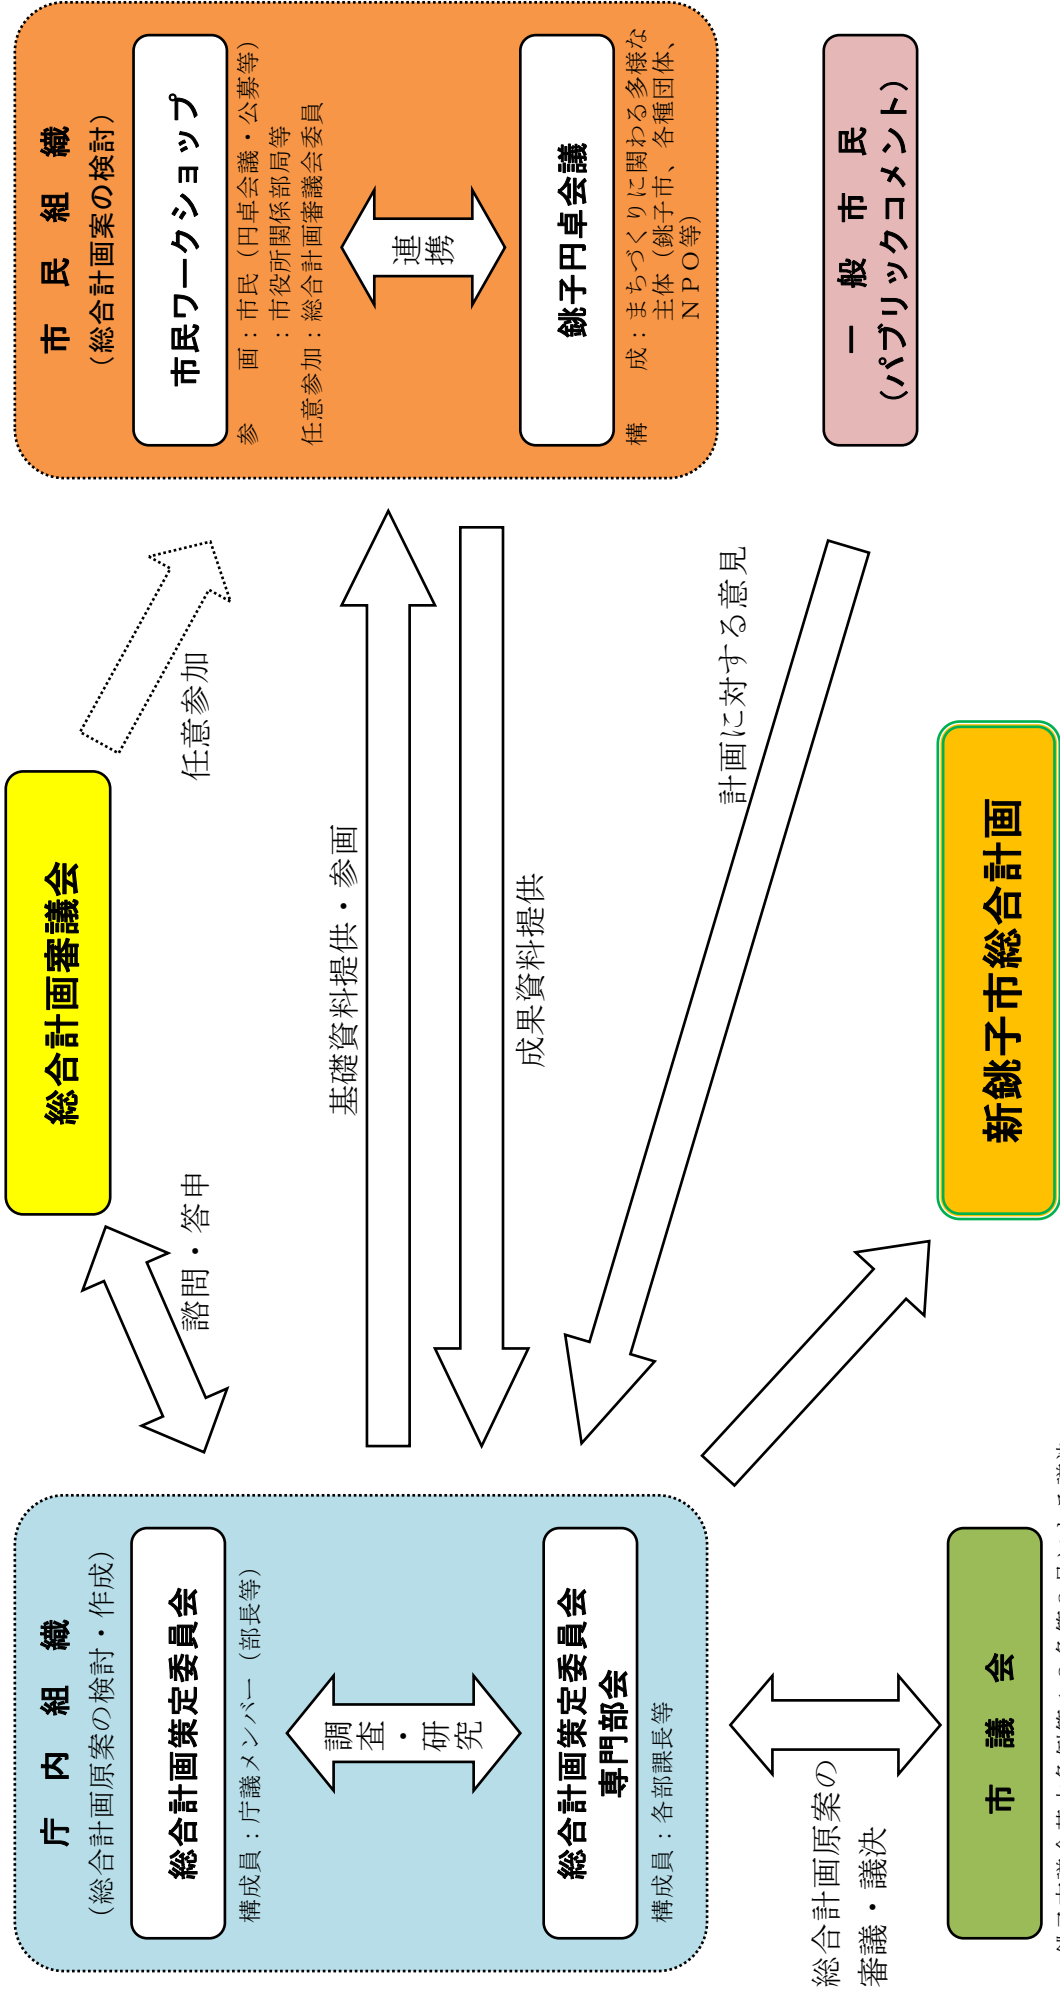 総合計画審議会
諮問・答申
任意参加
庁内組織
(総合計画原案の検討・作成)
総合計画策定委員会
構成員：庁議メンバー（部長等）
調査・研究
総合計画策定委員会
専門部会
構成員：各部課長等
基礎資料提供・参画
成果資料提供
計画に対する意見
市民組織
（総合計画案の検討）
市民ワークショップ
参　　画：市民（円卓会議・公募等）
：市役所関係部局等
任意参加：総合計画審議会委員
連携
銚子円卓会議
構　　成：まちづくりに関わる多様な
主体（銚子市、各種団体、
ＮＰＯ等）
総合計画原案の
審議・議決
市議会
新銚子市総合計画
一般市民
（パブリックコメント）